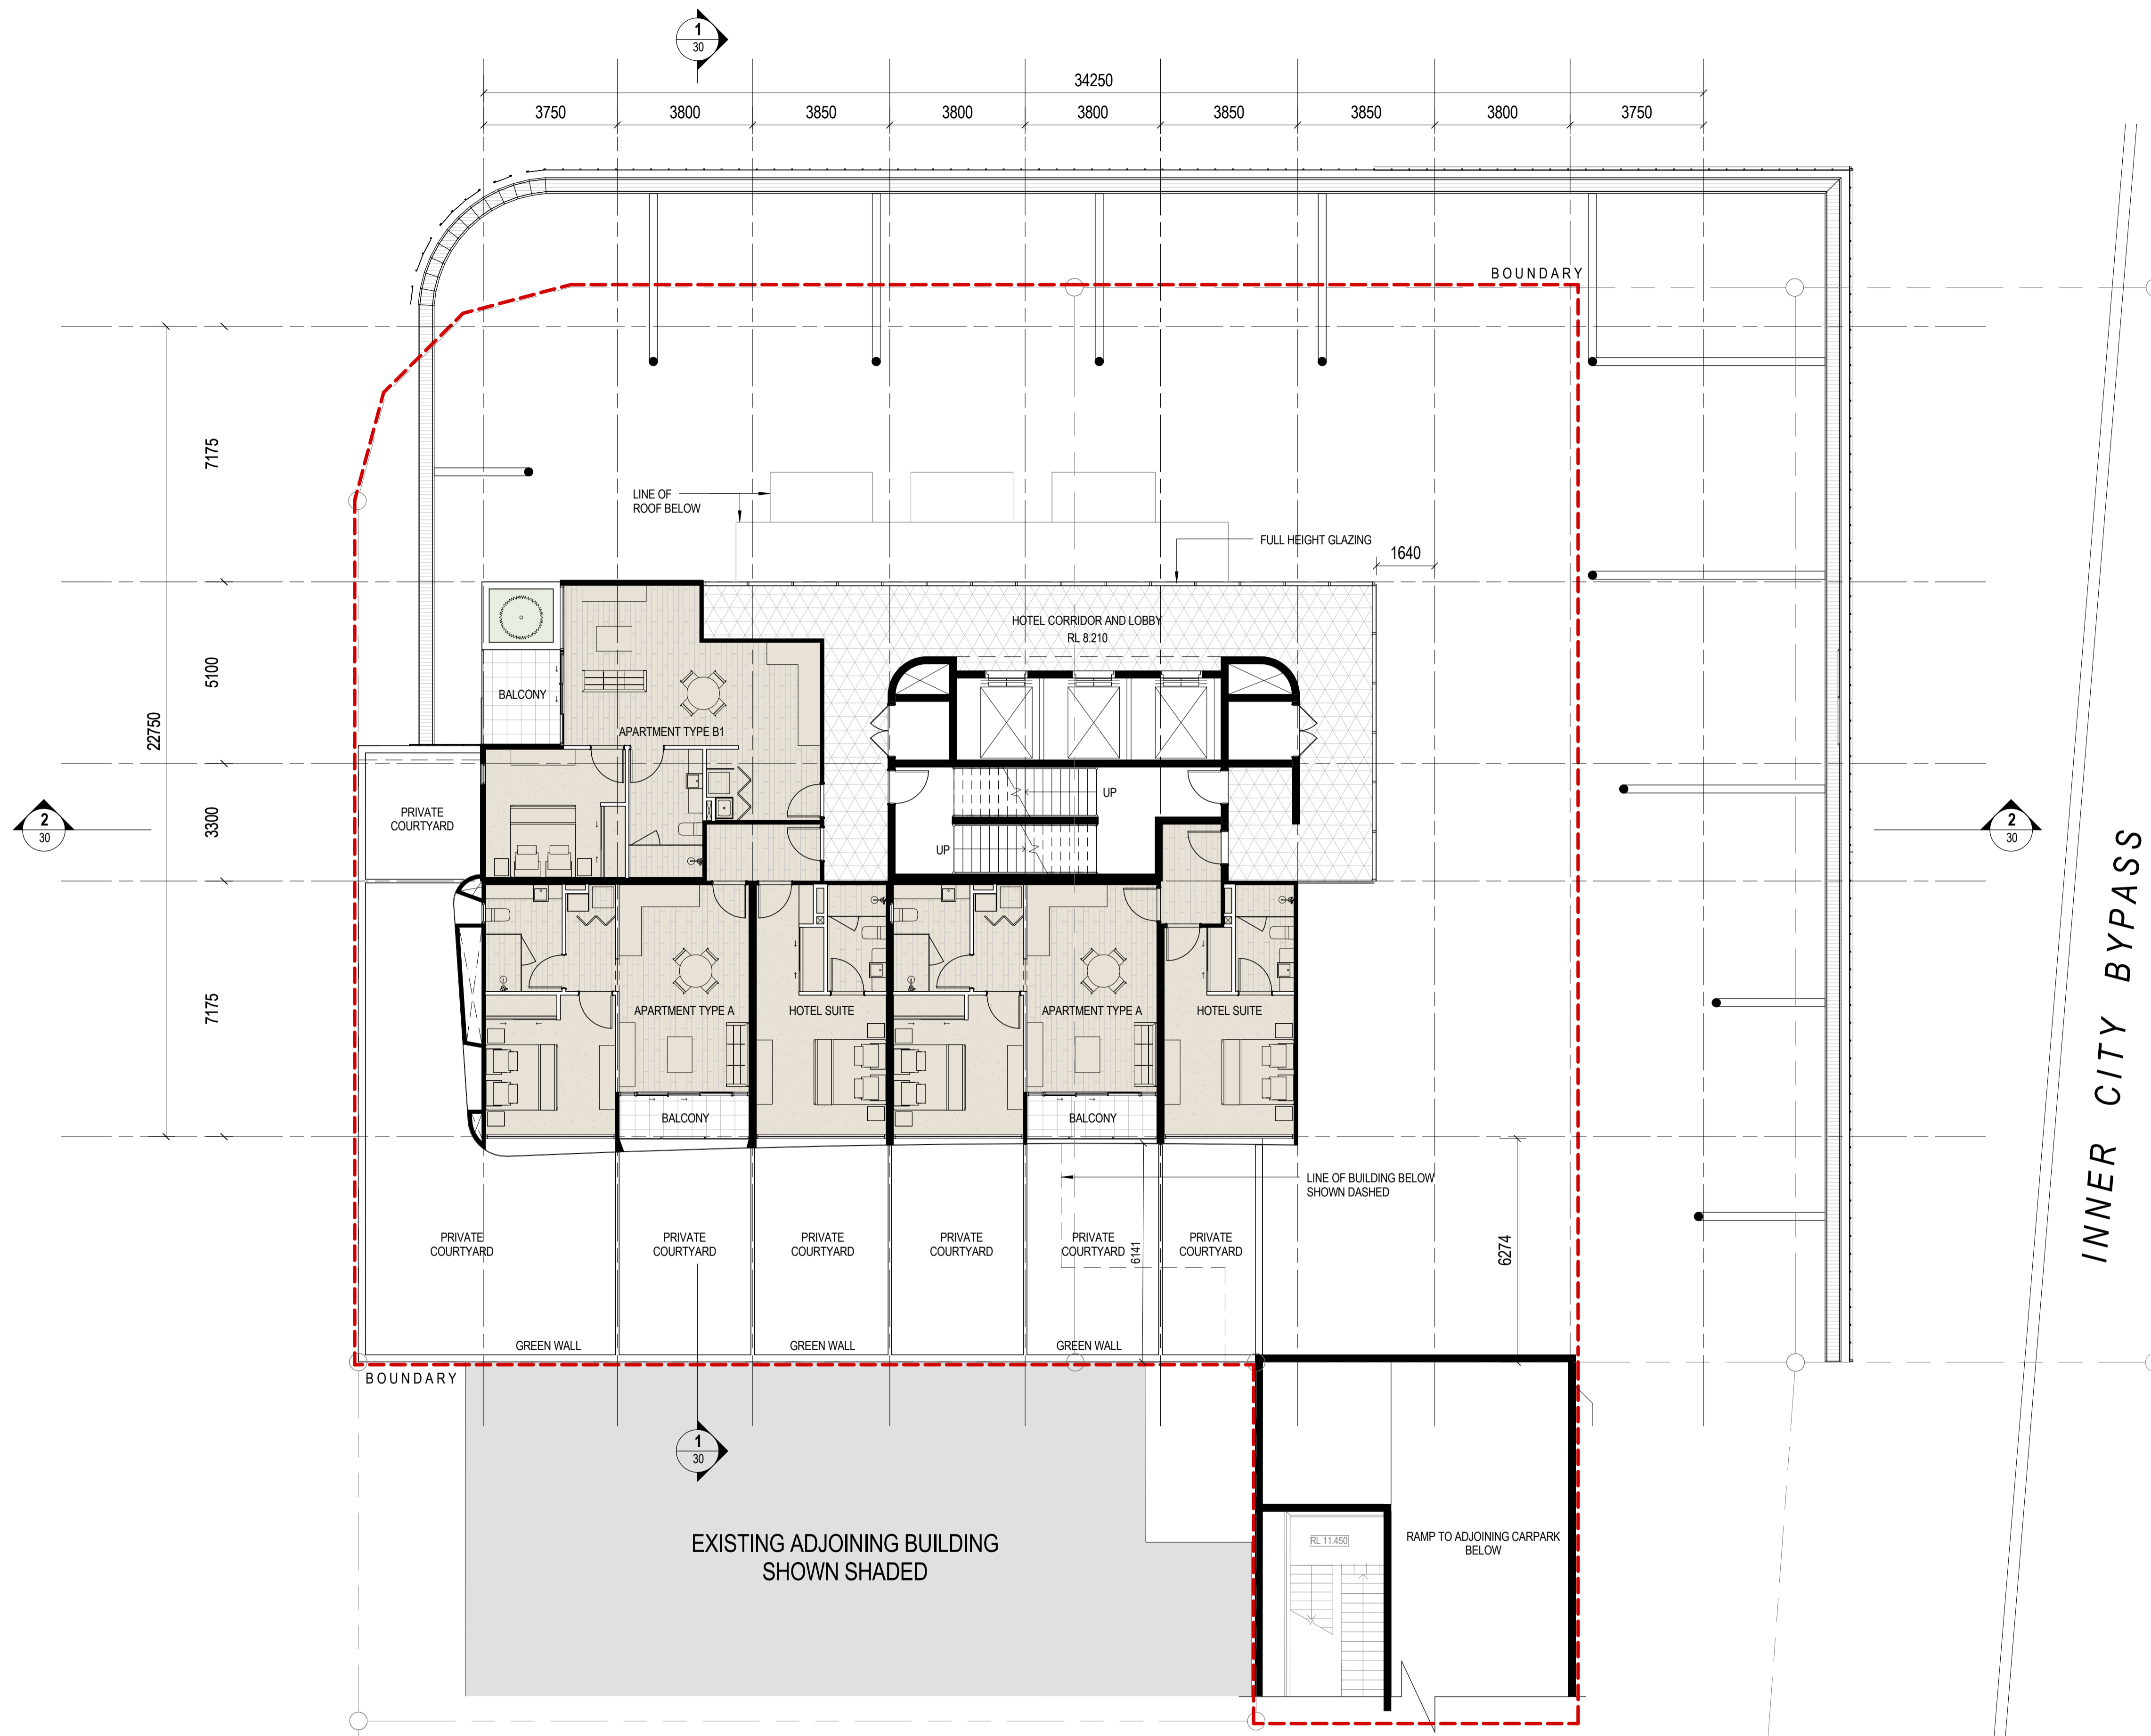 1
30
34250
3750 3800 3850 3800 3800 3850 3850 3800 3750
BOUNDARY
7175
LINE OF
ROOF BELOW
FULL HEIGHT GLAZING
1640
HOTEL CORRIDOR AND LOBBY
RL 8.210
5100
BALCONY
APARTMENT TYPE B1
22750
UP
PRIVATE
COURTYARD
3300
2
30
2
30
UP
INNER CITY BYPASS
7175
APARTMENT TYPE A
HOTEL SUITE
APARTMENT TYPE A
HOTEL SUITE
BALCONY
BALCONY
LINE OF BUILDING BELOW
SHOWN DASHED
PRIVATE
COURTYARD
PRIVATE
COURTYARD
PRIVATE
COURTYARD
PRIVATE
COURTYARD
PRIVATE
COURTYARD
6141
PRIVATE
COURTYARD
6274
GREEN WALL
GREEN WALL
GREEN WALL
BOUNDARY
1
30
EXISTING ADJOINING BUILDING
SHOWN SHADED
RL 11.450
RAMP TO ADJOINING CARPARK
BELOW